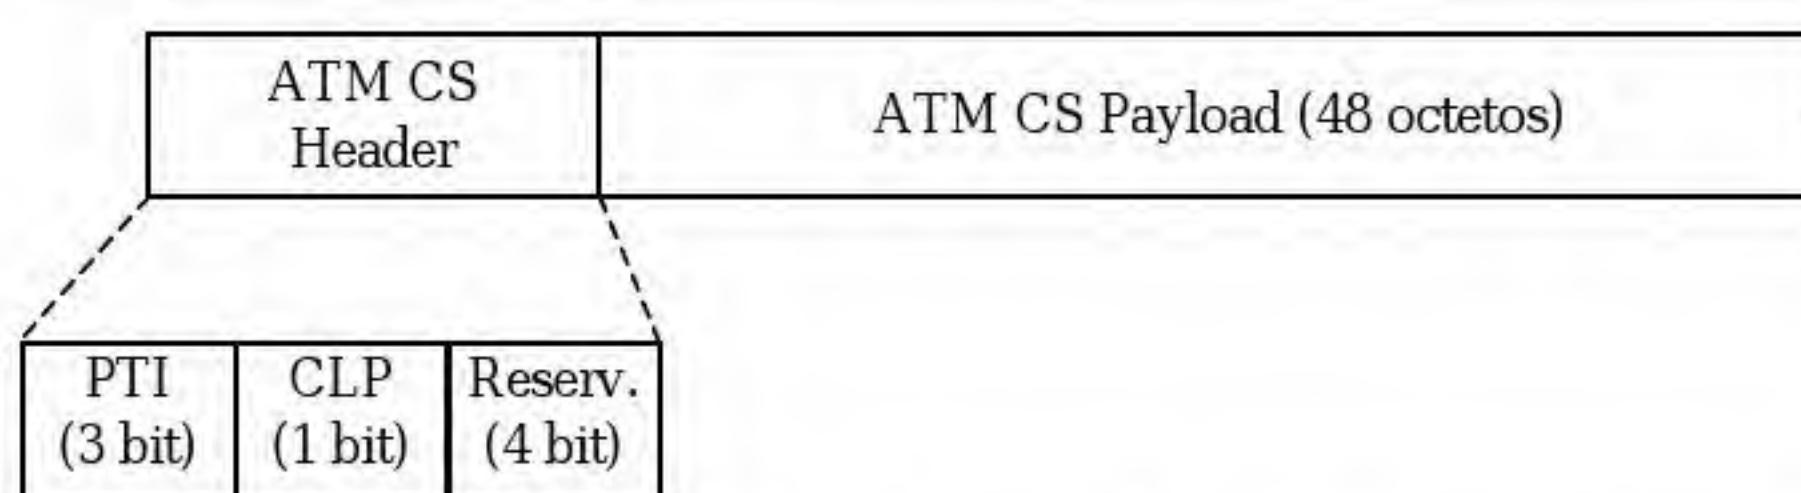 ATM CS
Header
ATM CS Payload (48 octetos)
PTI
(3 bit)
CLP
(1 bit)
Reserv.
(4 bit)